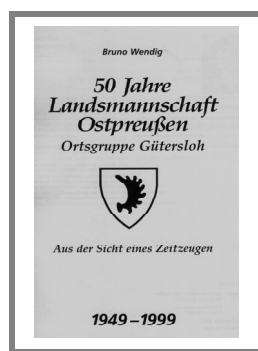 Bruno Wendig
50 Jahre
Landsmannschaft
Ostpreußen
Ortsgruppe Gütersloh
Aus der Sicht eines Zeitzeugen
1949–1999